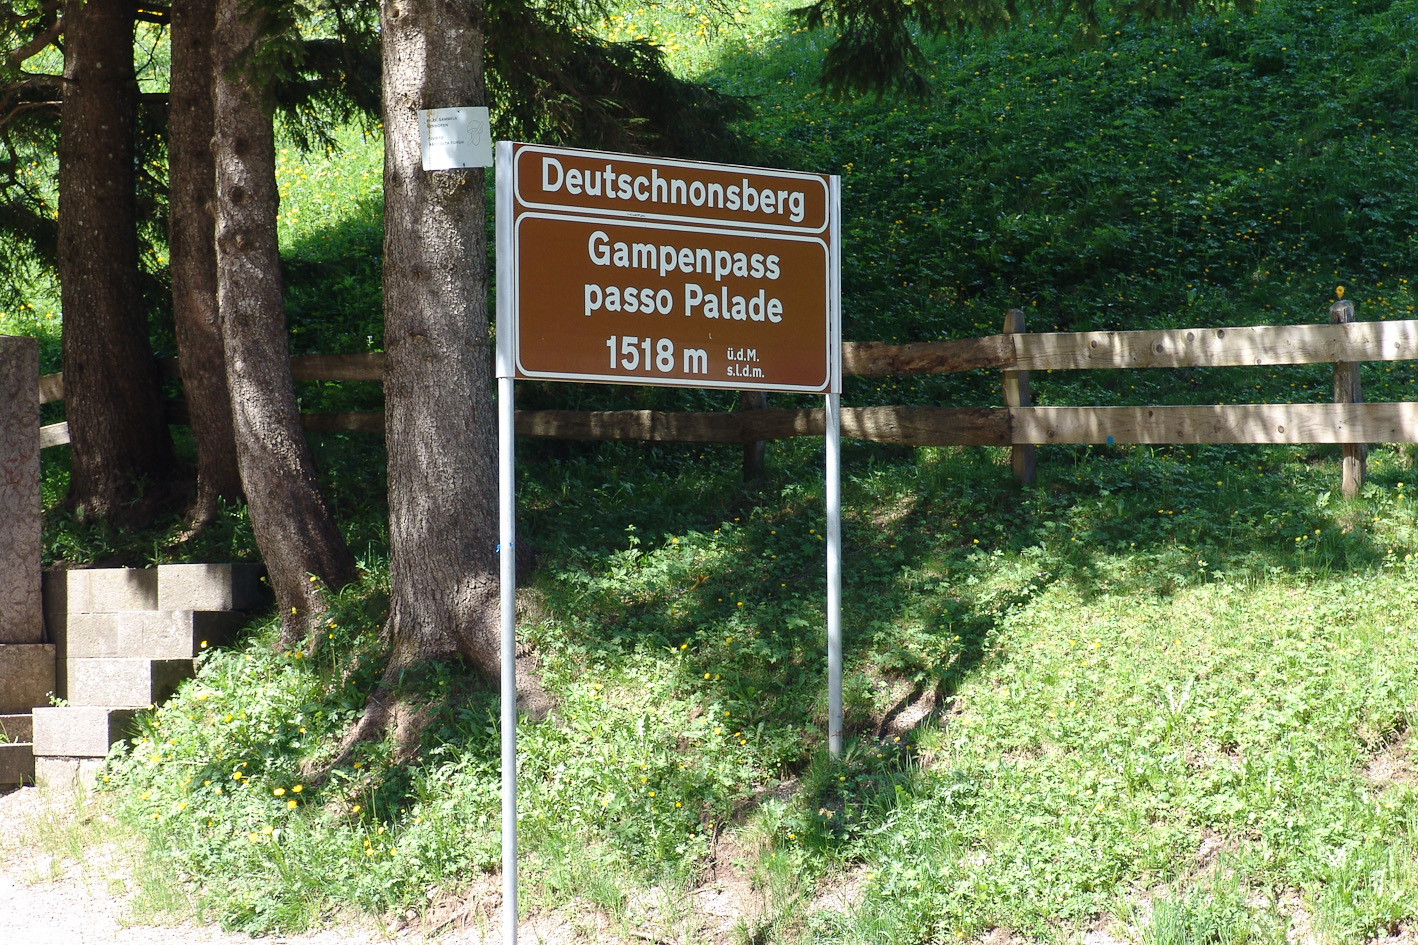 Deutschnonsberg
Gampenpass
passo Palade
1518 m ü.d.M.
s.l.d.m.